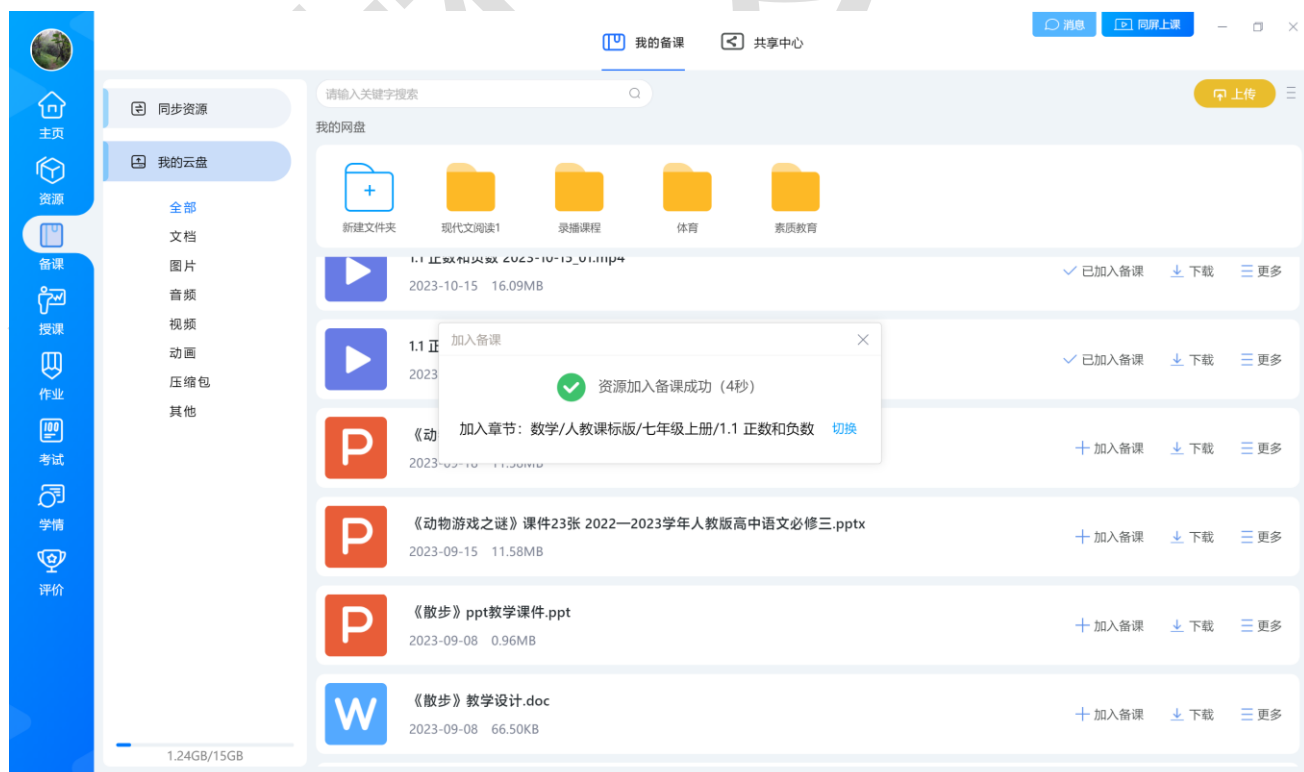 我的备课
共享中心
消息
同屏上课
主页
资源
备课
授课
作业
考试
学情
评价
同步资源
我的云盘
全部
文档
图片
音频
视频
动画
压缩包
其他
1.24GB/15GB
请输入关键字搜索
上传
我的网盘
新建文件夹
现代文阅读1
录播课程
体育
素质教育
1.1 正数和负数 2023-10-15_01.mp4
2023-10-15 16.09MB
已加入备课 下载 更多
1.1 正
2023
已加入备课 下载 更多
加入备课
资源加入备课成功（4秒）
加入章节：数学/人教课标版/七年级上册/1.1 正数和负数 切换
《动
加入备课 下载 更多
《动物游戏之谜》课件23张 2022—2023学年人教版高中语文必修三.pptx
2023-09-15 11.58MB
加入备课 下载 更多
《散步》ppt教学课件.ppt
2023-09-08 0.96MB
加入备课 下载 更多
《散步》教学设计.doc
2023-09-08 66.50KB
加入备课 下载 更多